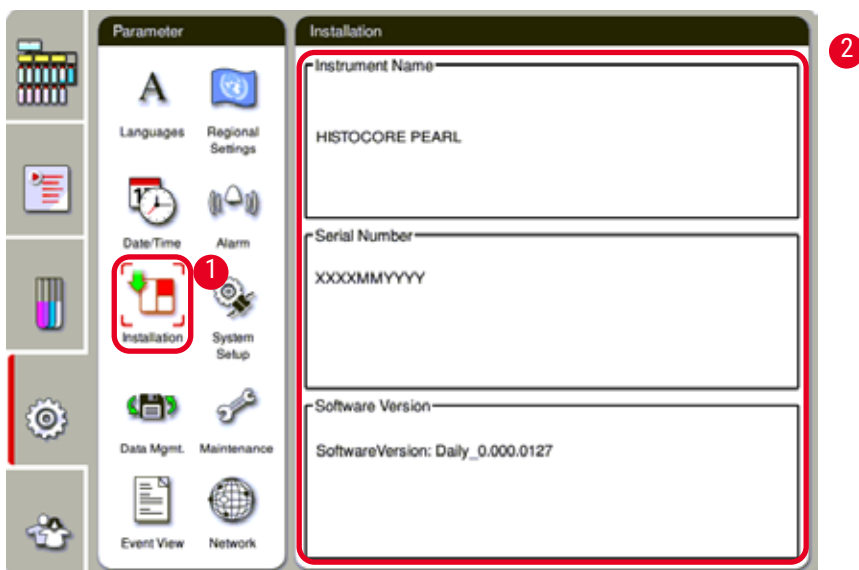 Parameter
Installation
2
Instrument Name
A
Languages
Regional
Settings
HISTOCORE PEARL
Date/Time
Alarm
Serial Number
1
XXXXMMYYYY
Installation
System
Setup
Software Version
Data Mgmt.
Maintenance
SoftwareVersion: Daily_0.000.0127
Event View
Network